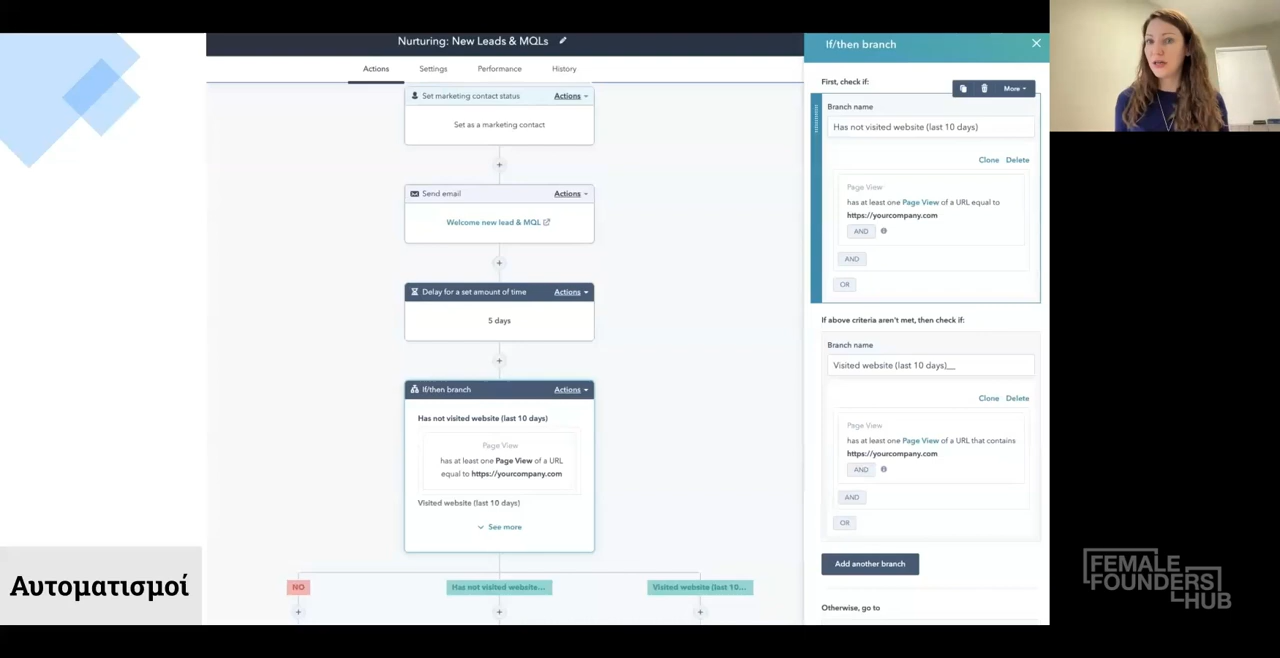 Nurturing: New Leads & MQLs
Actions
Settings
Performance
History
Set marketing contact status
Actions
Set as a marketing contact
Send email
Actions
Welcome new lead & MQL
Delay for a set amount of time
Actions
5 days
If/then branch
Actions
Has not visited website (last 10 days)
Page View
has at least one Page View of a URL
equal to https://yourcompany.com
Visited website (last 10 days)
See more
NO
Has not visited website...
Visited website (last 10...
If/then branch
First, check if:
More
Branch name
Has not visited website (last 10 days)
Clone Delete
Page View
has at least one Page View of a URL equal to
https://yourcompany.com
AND
AND
OR
If above criteria aren't met, then check if:
Branch name
Visited website (last 10 days)__
Clone Delete
Page View
has at least one Page View of a URL that contains
https://yourcompany.com
AND
AND
OR
Add another branch
Otherwise, go to
Αυτοματισμοί
FEMALE
FOUNDERS
HUB